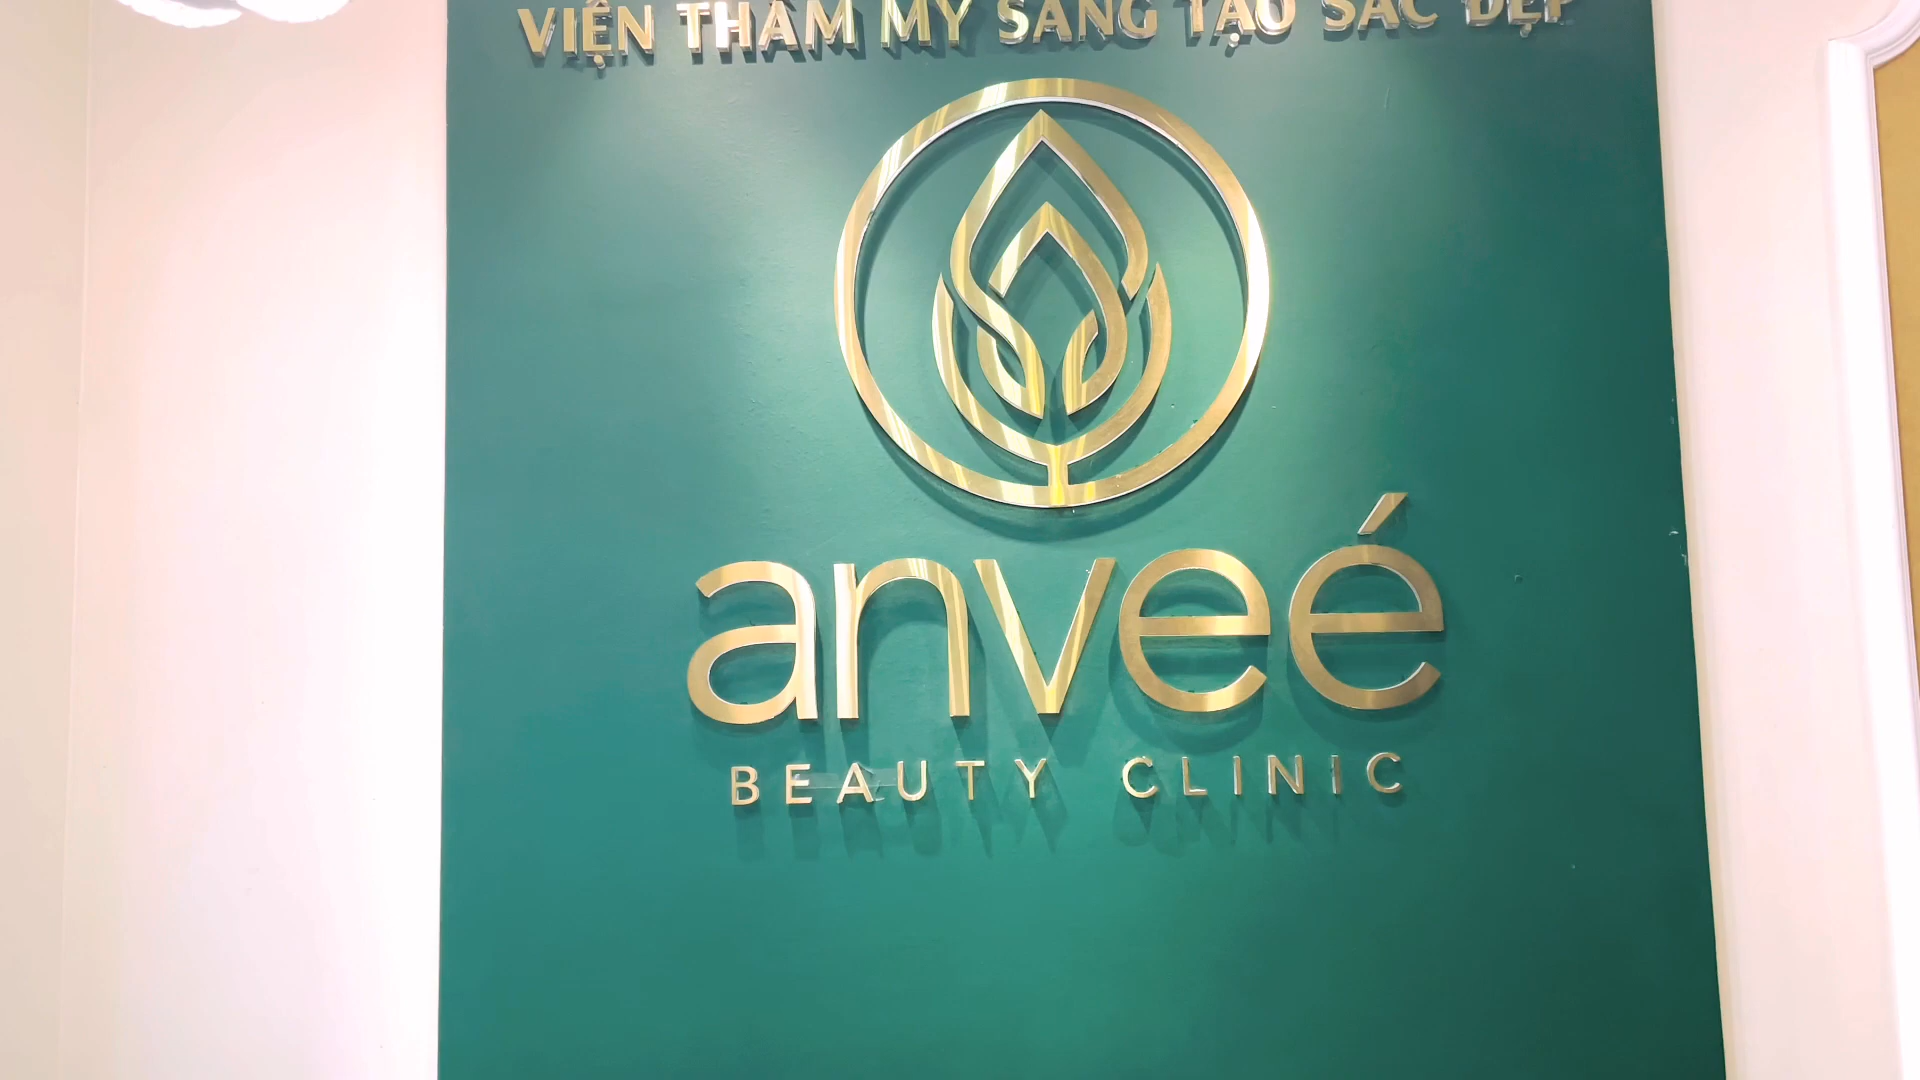 VIỆN THẨM MỸ SÁNG TẠO SẮC ĐẸP
anveé
BEAUTY CLINIC